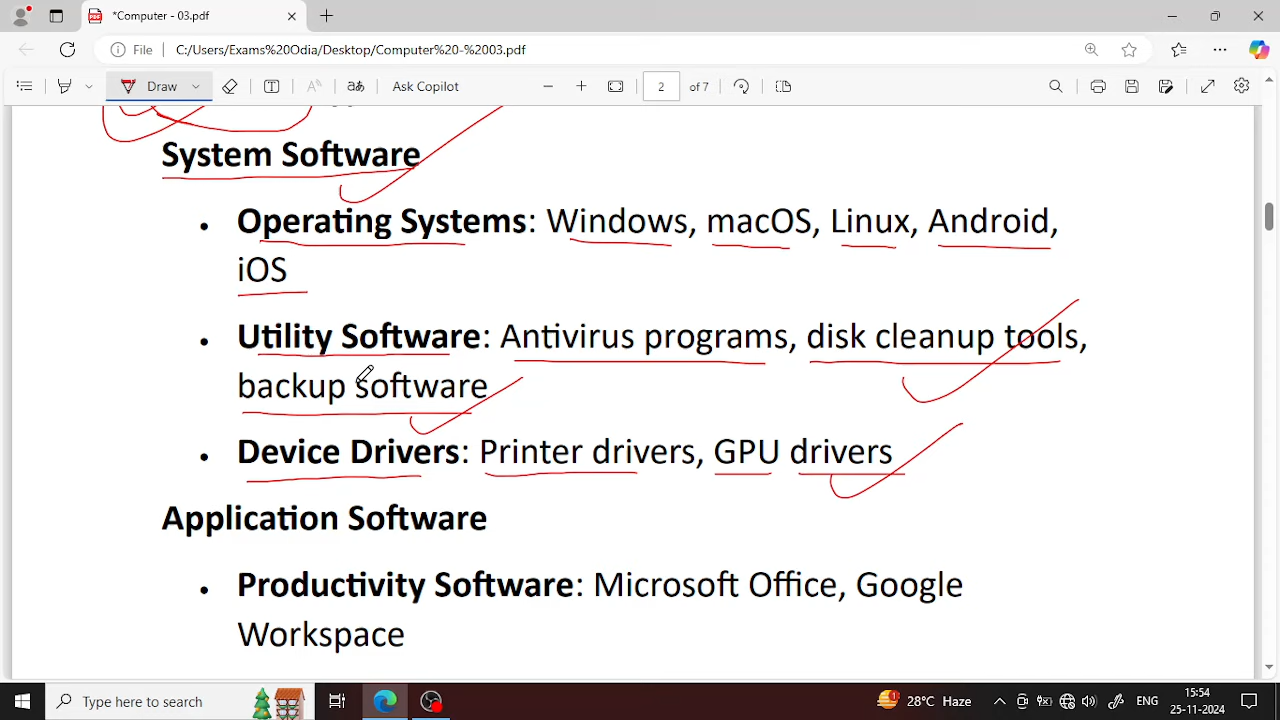 *Computer - 03.pdf
File C:/Users/Exams%20Odia/Desktop/Computer%20-%2003.pdf
Draw Ask Copilot 2 of 7
System Software
• Operating Systems: Windows, macOS, Linux, Android,
iOS
• Utility Software: Antivirus programs, disk cleanup tools,
backup software
• Device Drivers: Printer drivers, GPU drivers
Application Software
• Productivity Software: Microsoft Office, Google
Workspace
Type here to search 28°C Haze ENG 15:54
25-11-2024